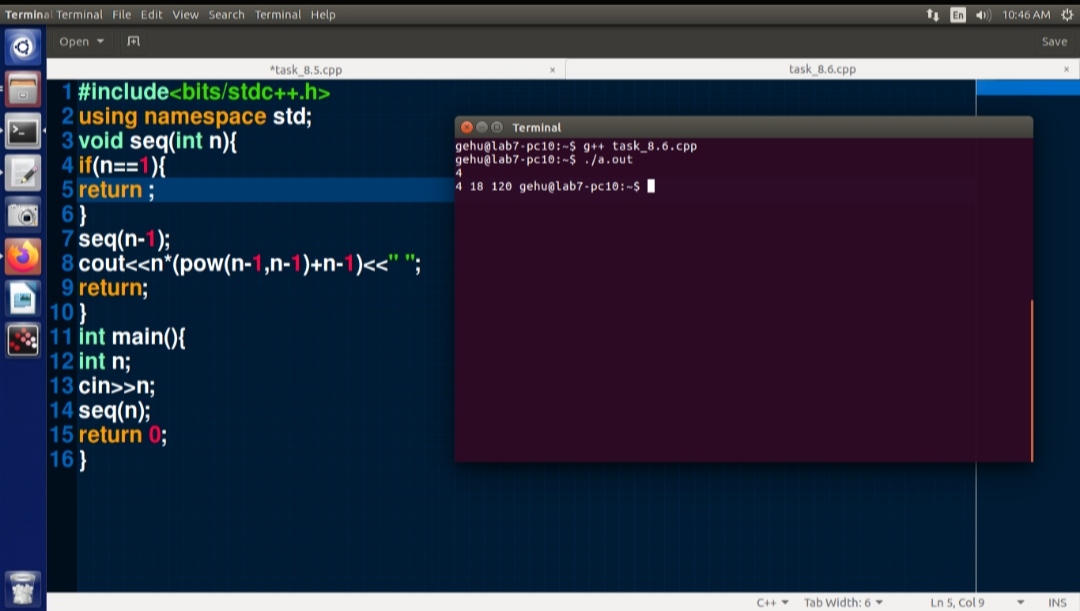 Terminal Terminal File Edit View Search Terminal Help En 10:46 AM
Open Save
*task_8.5.cpp × task_8.6.cpp ×
1 #include<bits/stdc++.h>
2 using namespace std;
3 void seq(int n){
4 if(n==1){
5 return ;
6 }
7 seq(n-1);
8 cout<<n*(pow(n-1,n-1)+n-1)<<" ";
9 return;
10 }
11 int main(){
12 int n;
13 cin>>n;
14 seq(n);
15 return 0;
16 }
Terminal
gehu@lab7-pc10:~$ g++ task_8.6.cpp
gehu@lab7-pc10:~$ ./a.out
4
4 18 120 gehu@lab7-pc10:~$
C++ Tab Width: 6 Ln 5, Col 9 INS